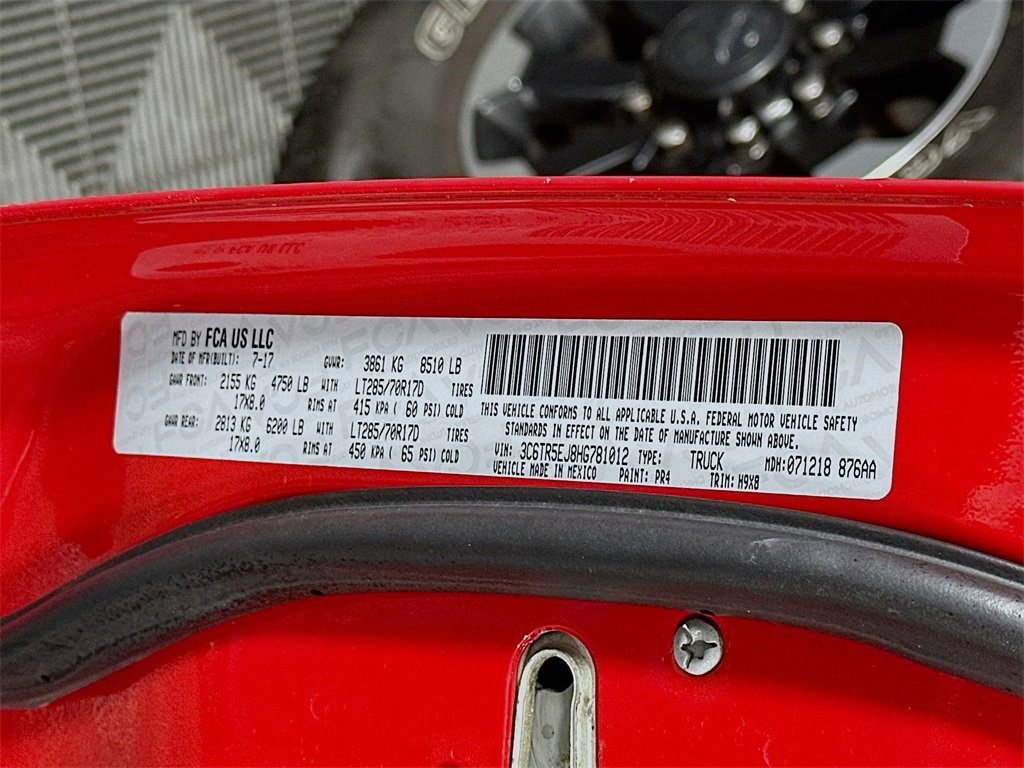 MFD BY FCA US LLC
DATE OF MFR(BUILT): 7-17 GVWR: 3861 KG 8510 LB
GAWR FRONT: 2155 KG 4750 LB WITH LT285/70R17D TIRES
17X8.0 RIMS AT 415 KPA ( 60 PSI) COLD
GAWR REAR: 2813 KG 6200 LB WITH LT285/70R17D TIRES
17X8.0 RIMS AT 450 KPA ( 65 PSI) COLD
THIS VEHICLE CONFORMS TO ALL APPLICABLE U.S.A. FEDERAL MOTOR VEHICLE SAFETY
STANDARDS IN EFFECT ON THE DATE OF MANUFACTURE SHOWN ABOVE.
VIN: 3C6TR5EJ8HG781012 TYPE: TRUCK MDH:071218 876AA
VEHICLE MADE IN MEXICO PAINT: PR4 TRIM: H9X8